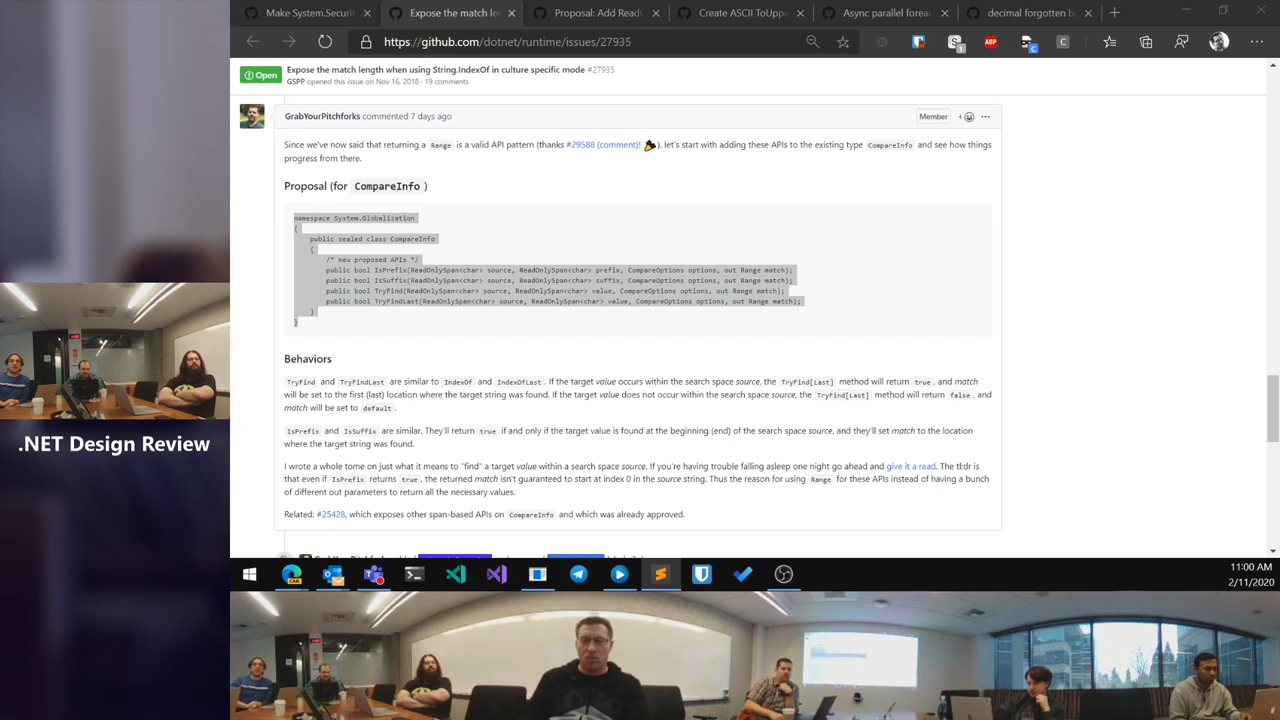 Make System.Securit
Expose the match le
Proposal: Add ReadO
Create ASCII ToUppe
Async parallel foreac
decimal forgotten by
https://github.com/dotnet/runtime/issues/27935
Open
Expose the match length when using String.IndexOf in culture specific mode #27935
GSPP opened this issue on Nov 16, 2018 · 19 comments
GrabYourPitchforks commented 7 days ago
Member
Since we've now said that returning a Range is a valid API pattern (thanks #29588 (comment)! ), let's start with adding these APIs to the existing type CompareInfo and see how things
progress from there.
Proposal (for CompareInfo )
namespace System.Globalization
{
public sealed class CompareInfo
{
/* new proposed APIs */
public bool IsPrefix(ReadOnlySpan<char> source, ReadOnlySpan<char> prefix, CompareOptions options, out Range match);
public bool IsSuffix(ReadOnlySpan<char> source, ReadOnlySpan<char> suffix, CompareOptions options, out Range match);
public bool TryFind(ReadOnlySpan<char> source, ReadOnlySpan<char> value, CompareOptions options, out Range match);
public bool TryFindLast(ReadOnlySpan<char> source, ReadOnlySpan<char> value, CompareOptions options, out Range match);
}
}
Behaviors
TryFind and TryFindLast are similar to IndexOf and IndexOfLast. If the target value occurs within the search space source, the TryFind[Last] method will return true, and match
will be set to the first (last) location where the target string was found. If the target value does not occur within the search space source, the TryFind[Last] method will return false, and
match will be set to default.
IsPrefix and IsSuffix are similar. They'll return true if and only if the target value is found at the beginning (end) of the search space source, and they'll set match to the location
where the target string was found.
I wrote a whole tome on just what it means to "find" a target value within a search space source. If you're having trouble falling asleep one night go ahead and give it a read. The tl;dr is
that even if IsPrefix returns true, the returned match isn't guaranteed to start at index 0 in the source string. Thus the reason for using Range for these APIs instead of having a bunch
of different out parameters to return all the necessary values.
Related: #25428, which exposes other span-based APIs on CompareInfo and which was already approved.
.NET Design Review
11:00 AM
2/11/2020